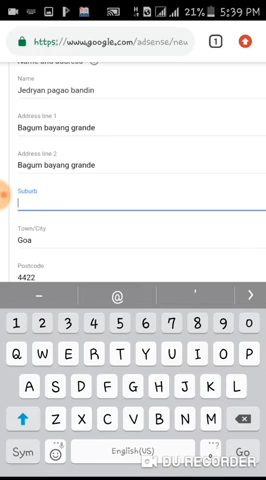 21% 5:39 PM
https://www.google.com/adsense/new
1
Name and address
Name
Jedryan pagao bandin
Address line 1
Bagum bayang grande
Address line 2
Bagum bayang grande
Suburb
Town/City
Goa
Postcode
4422
- @ ' >
1 2 3 4 5 6 7 8 9 0
Q W E R T Y U I O P
A S D F G H J K L
Z X C V B N M
Sym English(US) .? Go
DU RECORDER